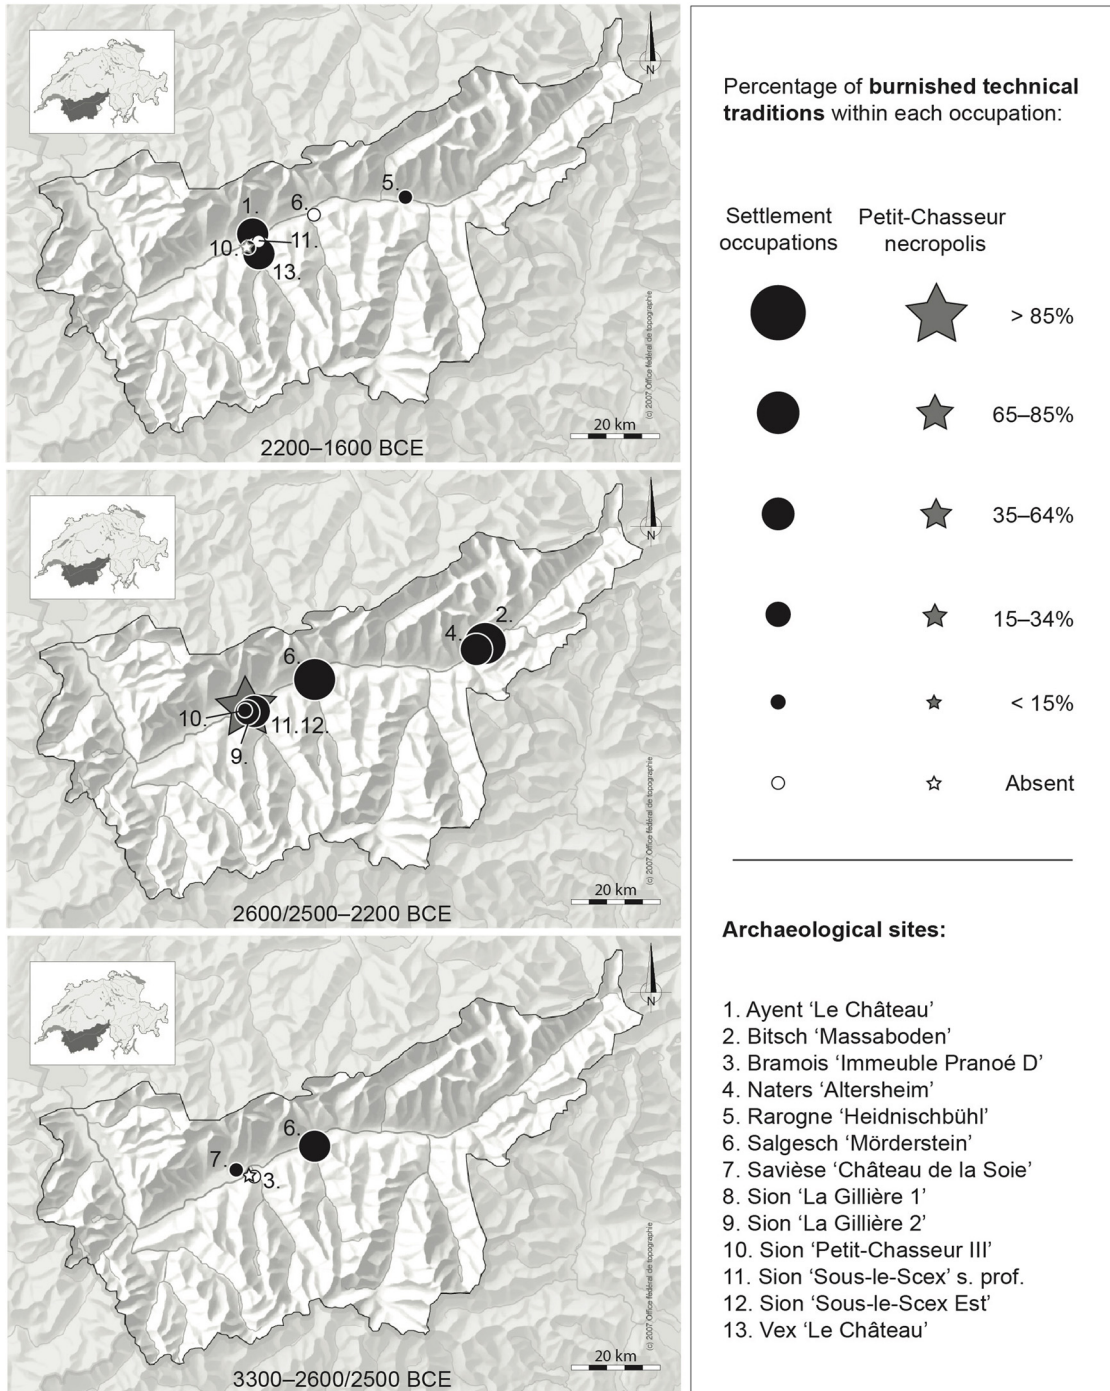 N
1.
6.
5.
10.
11.
13.
(c) 2007 Office fédéral de topographie
20 km
2200–1600 BCE
N
2.
4.
6.
10.
11.
12.
9.
(c) 2007 Office fédéral de topographie
20 km
2600/2500–2200 BCE
N
6.
7.
3.
(c) 2007 Office fédéral de topographie
20 km
3300–2600/2500 BCE
Percentage of burnished technical
traditions within each occupation:
Settlement
occupations
Petit-Chasseur
necropolis
> 85%
65–85%
35–64%
15–34%
< 15%
Absent
Archaeological sites:
1. Ayent ‘Le Château’
2. Bitsch ‘Massaboden’
3. Bramois ‘Immeuble Pranoé D’
4. Naters ‘Altersheim’
5. Rarogne ‘Heidnischbühl’
6. Salgesch ‘Mörderstein’
7. Savièse ‘Château de la Soie’
8. Sion ‘La Gillière 1’
9. Sion ‘La Gillière 2’
10. Sion ‘Petit-Chasseur III’
11. Sion ‘Sous-le-Scex’ s. prof.
12. Sion ‘Sous-le-Scex Est’
13. Vex ‘Le Château’